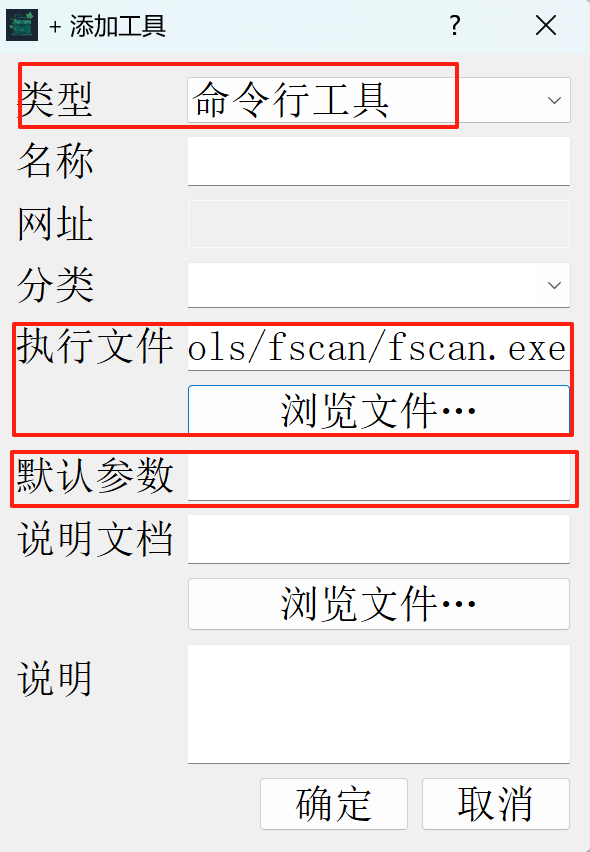 + 添加工具 ?
类型 命令行工具
名称
网址
分类
执行文件 ols/fscan/fscan.exe
浏览文件…
默认参数
说明文档
浏览文件…
说明
确定 取消